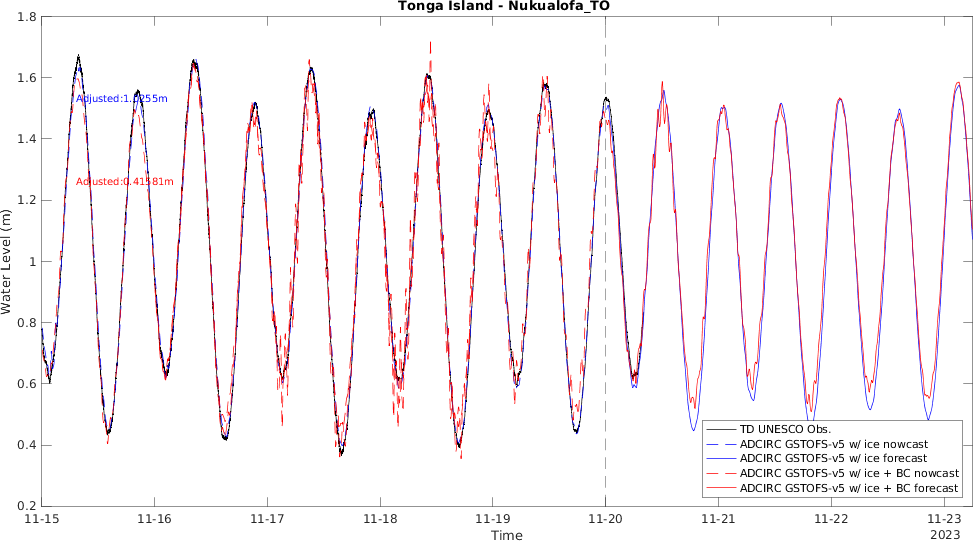 Tonga Island - Nukualofa_TO
1.8
1.6
1.4
1.2
1
0.8
0.6
0.4
0.2
Water Level (m)
Adjusted:0.41581m
TD UNESCO Obs.
ADCIRC GSTOFS-v5 w/ ice nowcast
ADCIRC GSTOFS-v5 w/ ice forecast
ADCIRC GSTOFS-v5 w/ ice + BC nowcast
ADCIRC GSTOFS-v5 w/ ice + BC forecast
11-15
11-16
11-17
11-18
11-19
11-20
11-21
11-22
11-23
Time
2023